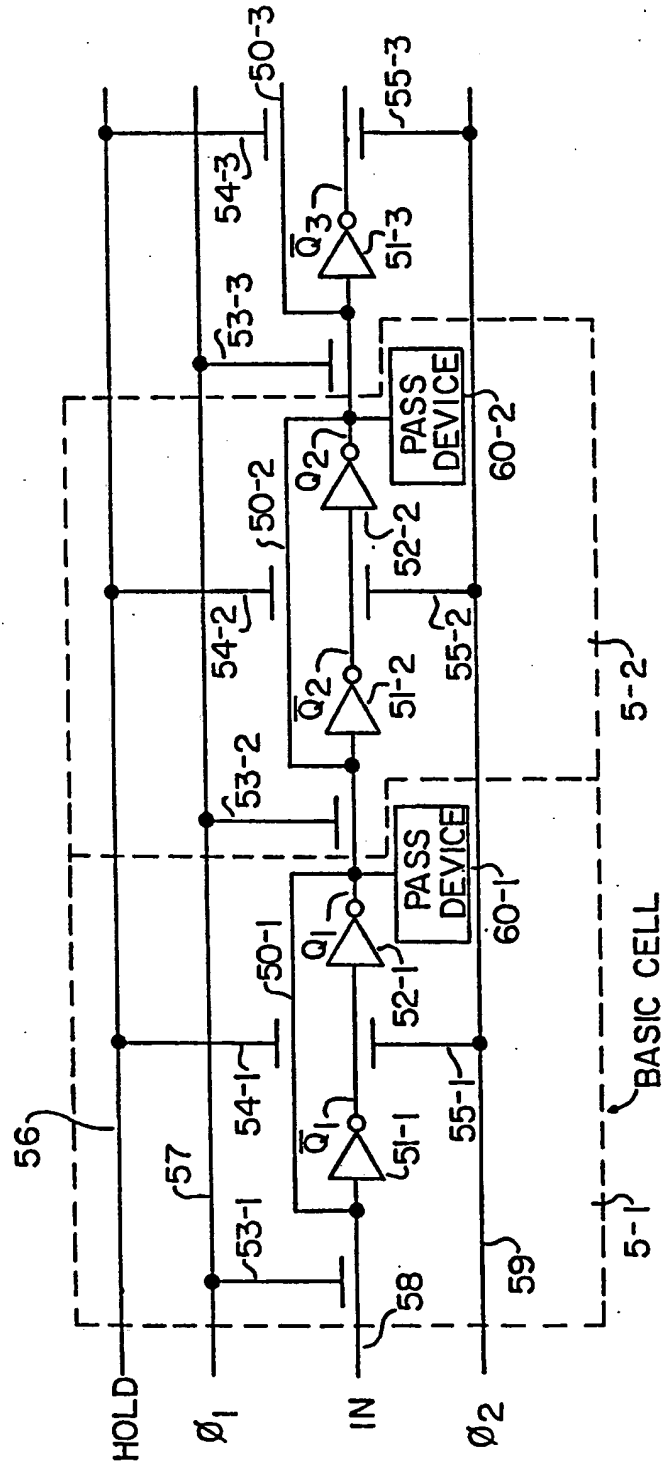 56
57
HOLD
Ø1
IN
Ø2
53-1
54-1
50-1
Q̅1
Q1
51-1
52-1
58
59
55-1
PASS
DEVICE
60-1
5-1
BASIC CELL
53-2
54-2
50-2
Q̅2
Q2
51-2
52-2
55-2
PASS
DEVICE
60-2
5-2
53-3
54-3
50-3
Q̅3
51-3
55-3